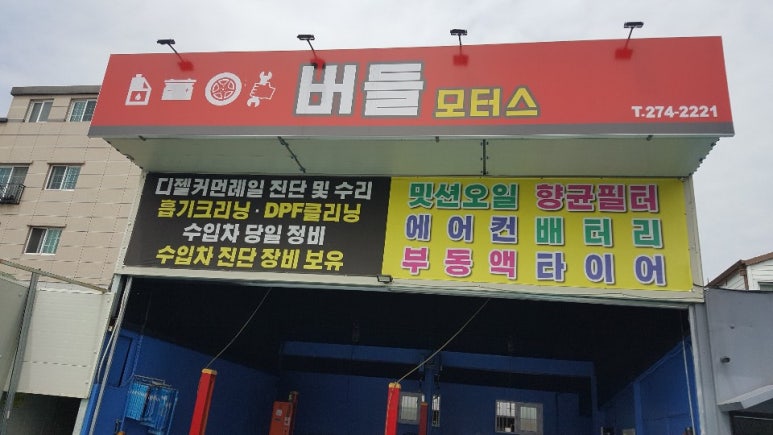 버들 모터스
T.274-2221
디젤커먼레일 진단 및 수리
흡기크리닝 · DPF클리닝
수입차 당일 정비
수입차 진단 장비 보유
밋션오일 향균필터
에어컨 배터리
부동액 타이어